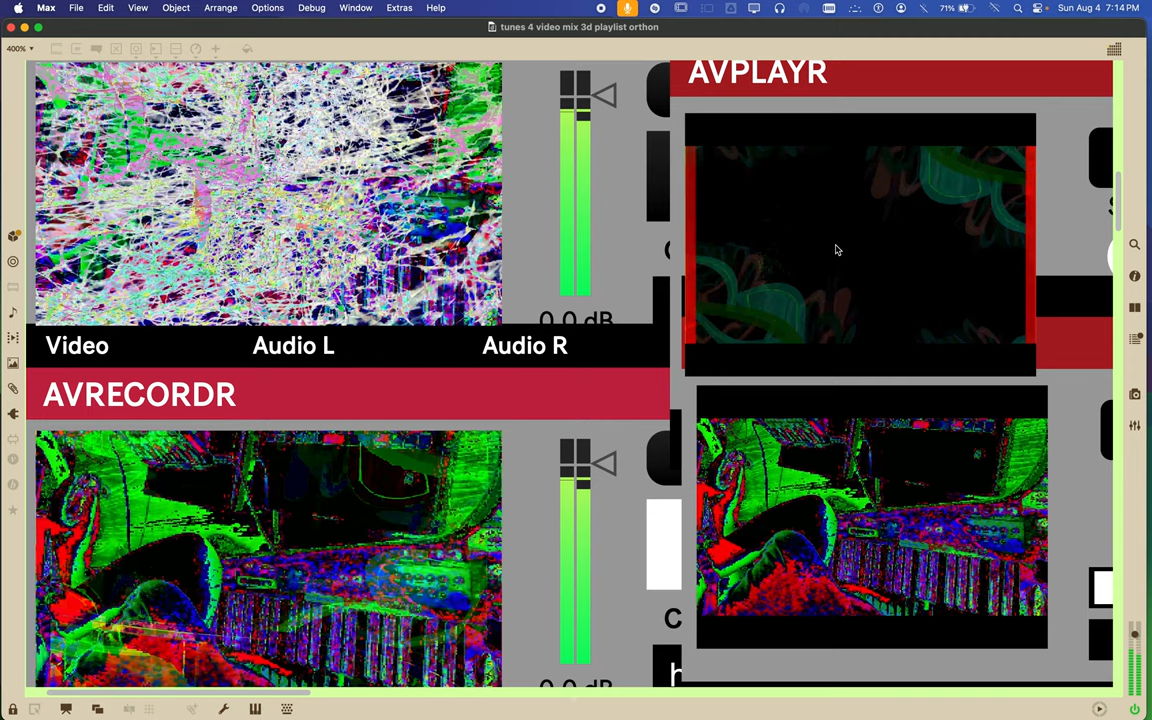 Max File Edit View Object Arrange Options Debug Window Extras Help
71% Sun Aug 4 7:14 PM
tunes 4 video mix 3d playlist orthon
400%
AVPLAYR
0.0 dB
Video Audio L Audio R
AVRECORDR